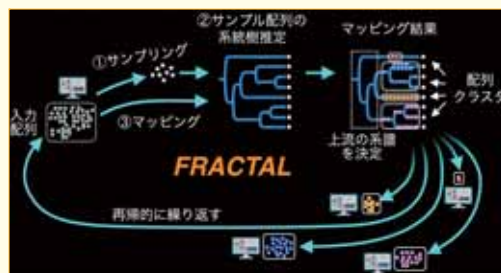 ②サンプル配列の
系統樹推定
マッピング結果
①サンプリング
入力
配列
③マッピング
配列
クラスタ
上流の系譜
を決定
FRACTAL
再帰的に繰り返す